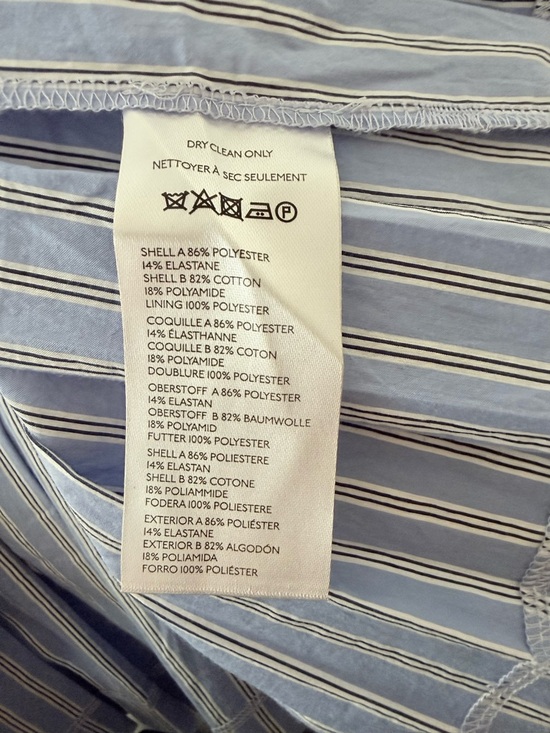 DRY CLEAN ONLY
NETTOYER À SEC SEULEMENT
P
SHELL A 86% POLYESTER
14% ELASTANE
SHELL B 82% COTTON
18% POLYAMIDE
LINING 100% POLYESTER
COQUILLE A 86% POLYESTER
14% ÉLASTHANNE
COQUILLE B 82% COTON
18% POLYAMIDE
DOUBLURE 100% POLYESTER
OBERSTOFF A 86% POLYESTER
14% ELASTAN
OBERSTOFF B 82% BAUMWOLLE
18% POLYAMID
FUTTER 100% POLYESTER
SHELL A 86% POLIESTERE
14% ELASTAN
SHELL B 82% COTONE
18% POLIAMMIDE
FODERA 100% POLIESTERE
EXTERIOR A 86% POLIÉSTER
14% ELASTANE
EXTERIOR B 82% ALGODÓN
18% POLIAMIDA
FORRO 100% POLIÉSTER